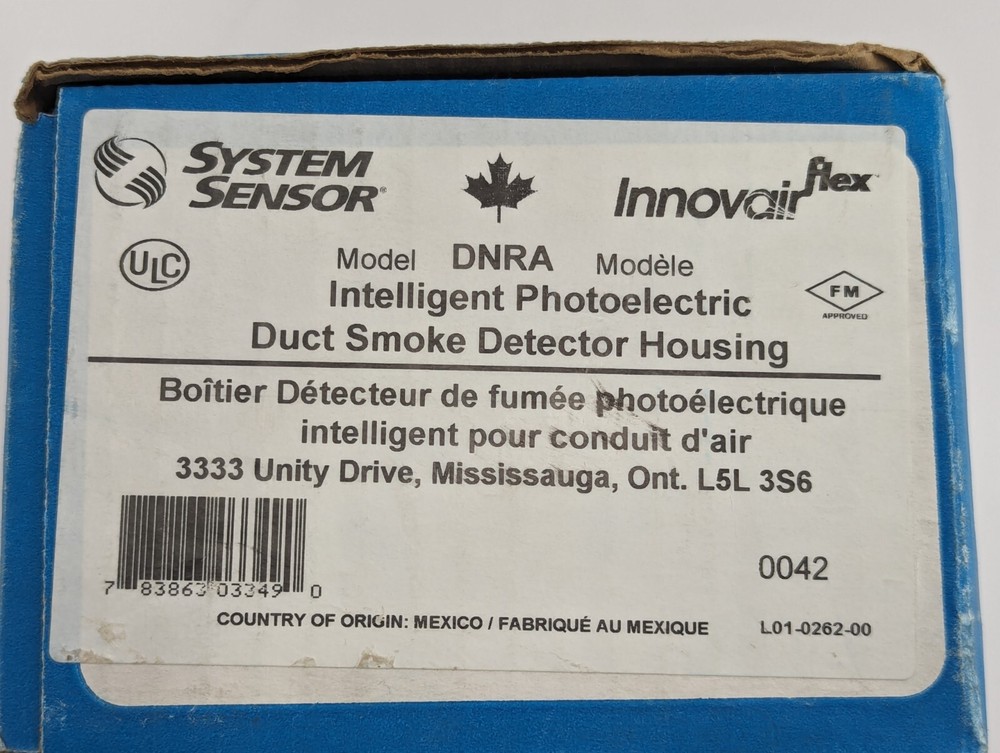 SYSTEM
SENSOR®
Innovair flex™
ULC
Model DNRA Modèle
FM
APPROVED
Intelligent Photoelectric
Duct Smoke Detector Housing
Boîtier Détecteur de fumée photoélectrique
intelligent pour conduit d'air
3333 Unity Drive, Mississauga, Ont. L5L 3S6
7 83863 03349 0
0042
COUNTRY OF ORIGIN: MEXICO / FABRIQUÉ AU MEXIQUE
L01-0262-00